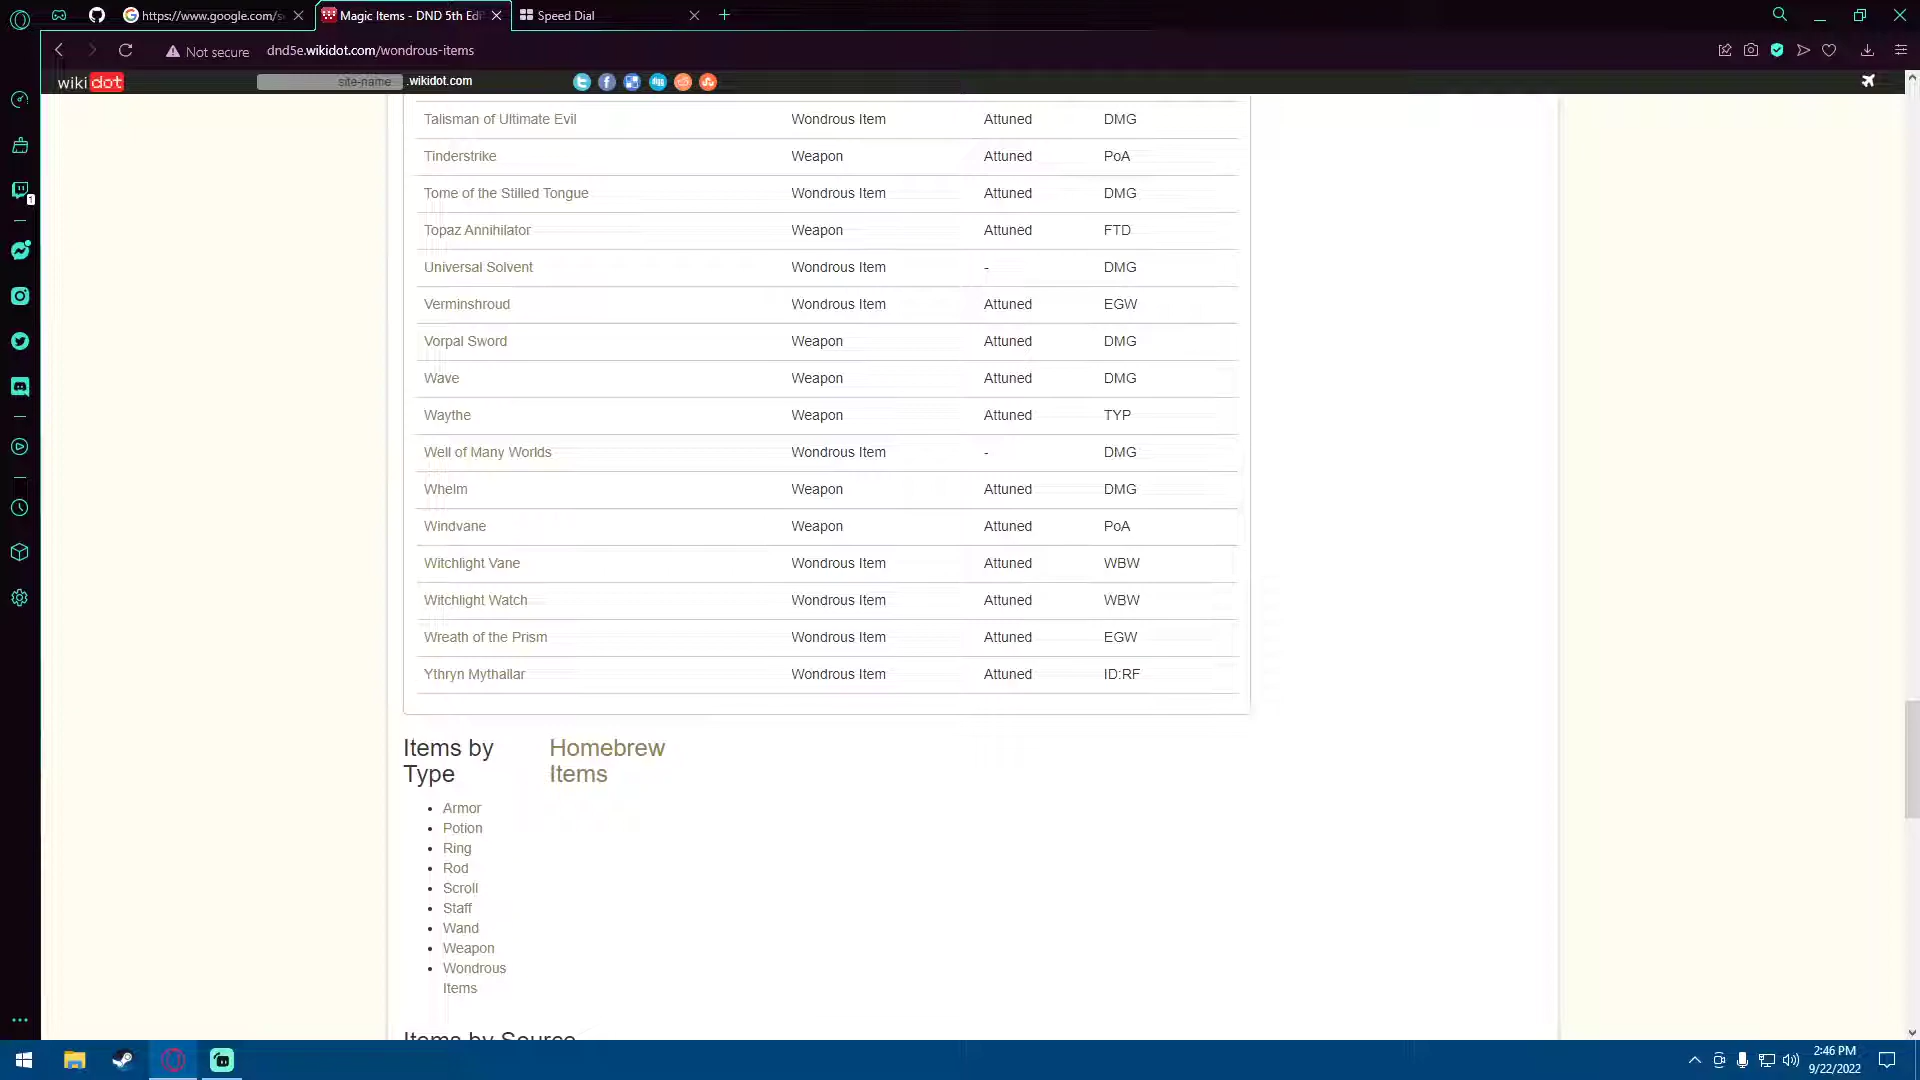 https://www.google.com/s
Magic Items - DND 5th Edi
Speed Dial
Not secure
dnd5e.wikidot.com/wondrous-items
wikidot
site-name .wikidot.com
Talisman of Ultimate Evil Wondrous Item Attuned DMG
Tinderstrike Weapon Attuned PoA
Tome of the Stilled Tongue Wondrous Item Attuned DMG
Topaz Annihilator Weapon Attuned FTD
Universal Solvent Wondrous Item - DMG
Verminshroud Wondrous Item Attuned EGW
Vorpal Sword Weapon Attuned DMG
Wave Weapon Attuned DMG
Waythe Weapon Attuned TYP
Well of Many Worlds Wondrous Item - DMG
Whelm Weapon Attuned DMG
Windvane Weapon Attuned PoA
Witchlight Vane Wondrous Item Attuned WBW
Witchlight Watch Wondrous Item Attuned WBW
Wreath of the Prism Wondrous Item Attuned EGW
Ythryn Mythallar Wondrous Item Attuned ID:RF
Items by
Type
Homebrew
Items
Armor
Potion
Ring
Rod
Scroll
Staff
Wand
Weapon
Wondrous
Items
Items by Source
1
2:46 PM
9/22/2022